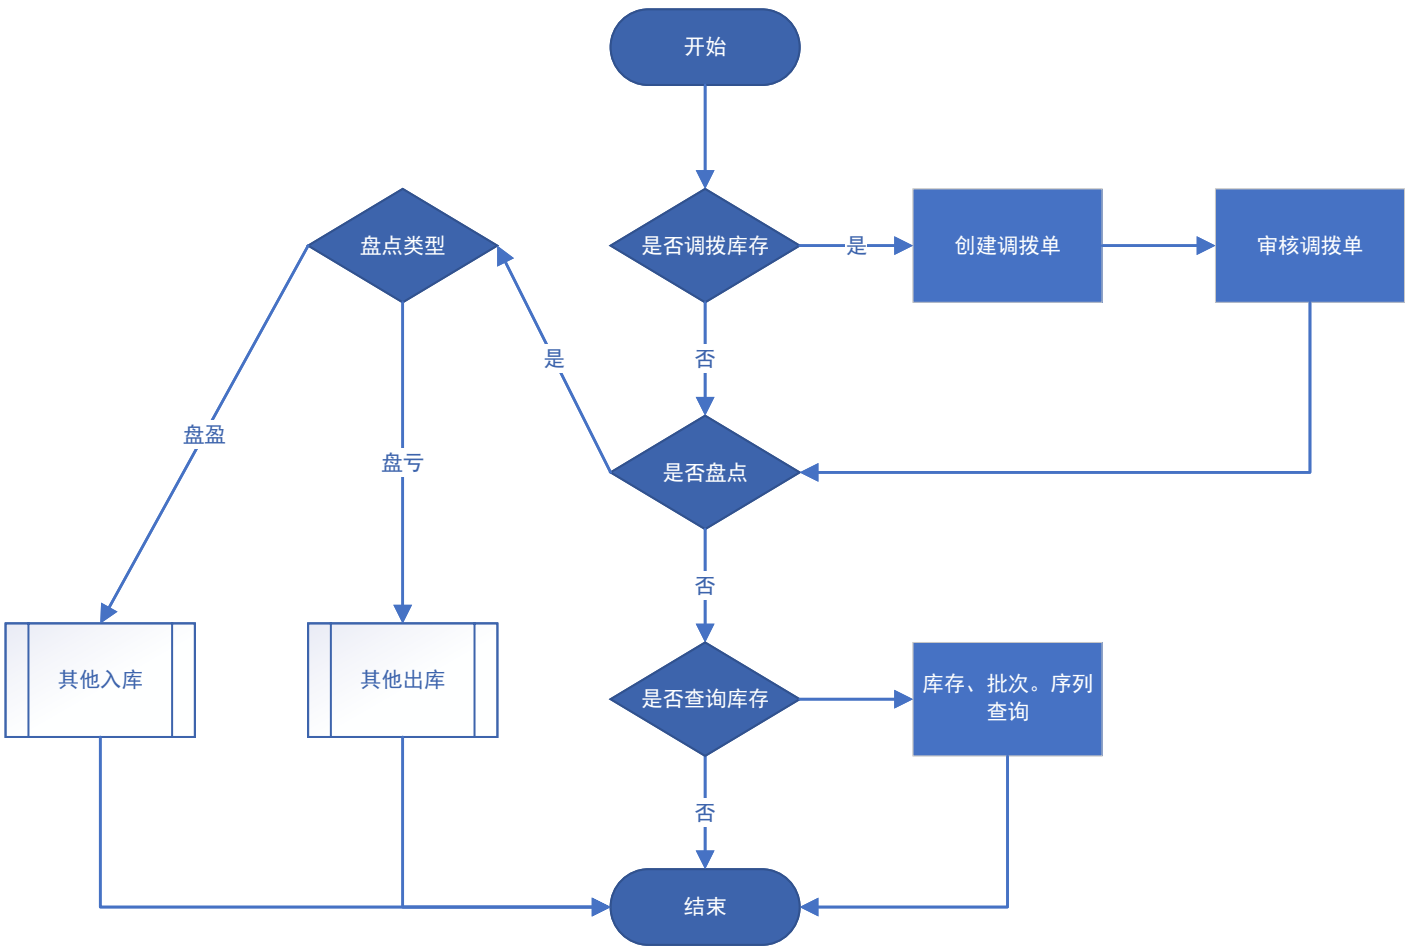 开始
盘点类型
是否调拨库存
是
创建调拨单
审核调拨单
是
否
盘盈
盘亏
是否盘点
否
其他入库
其他出库
是否查询库存
库存、批次。序列
查询
否
结束